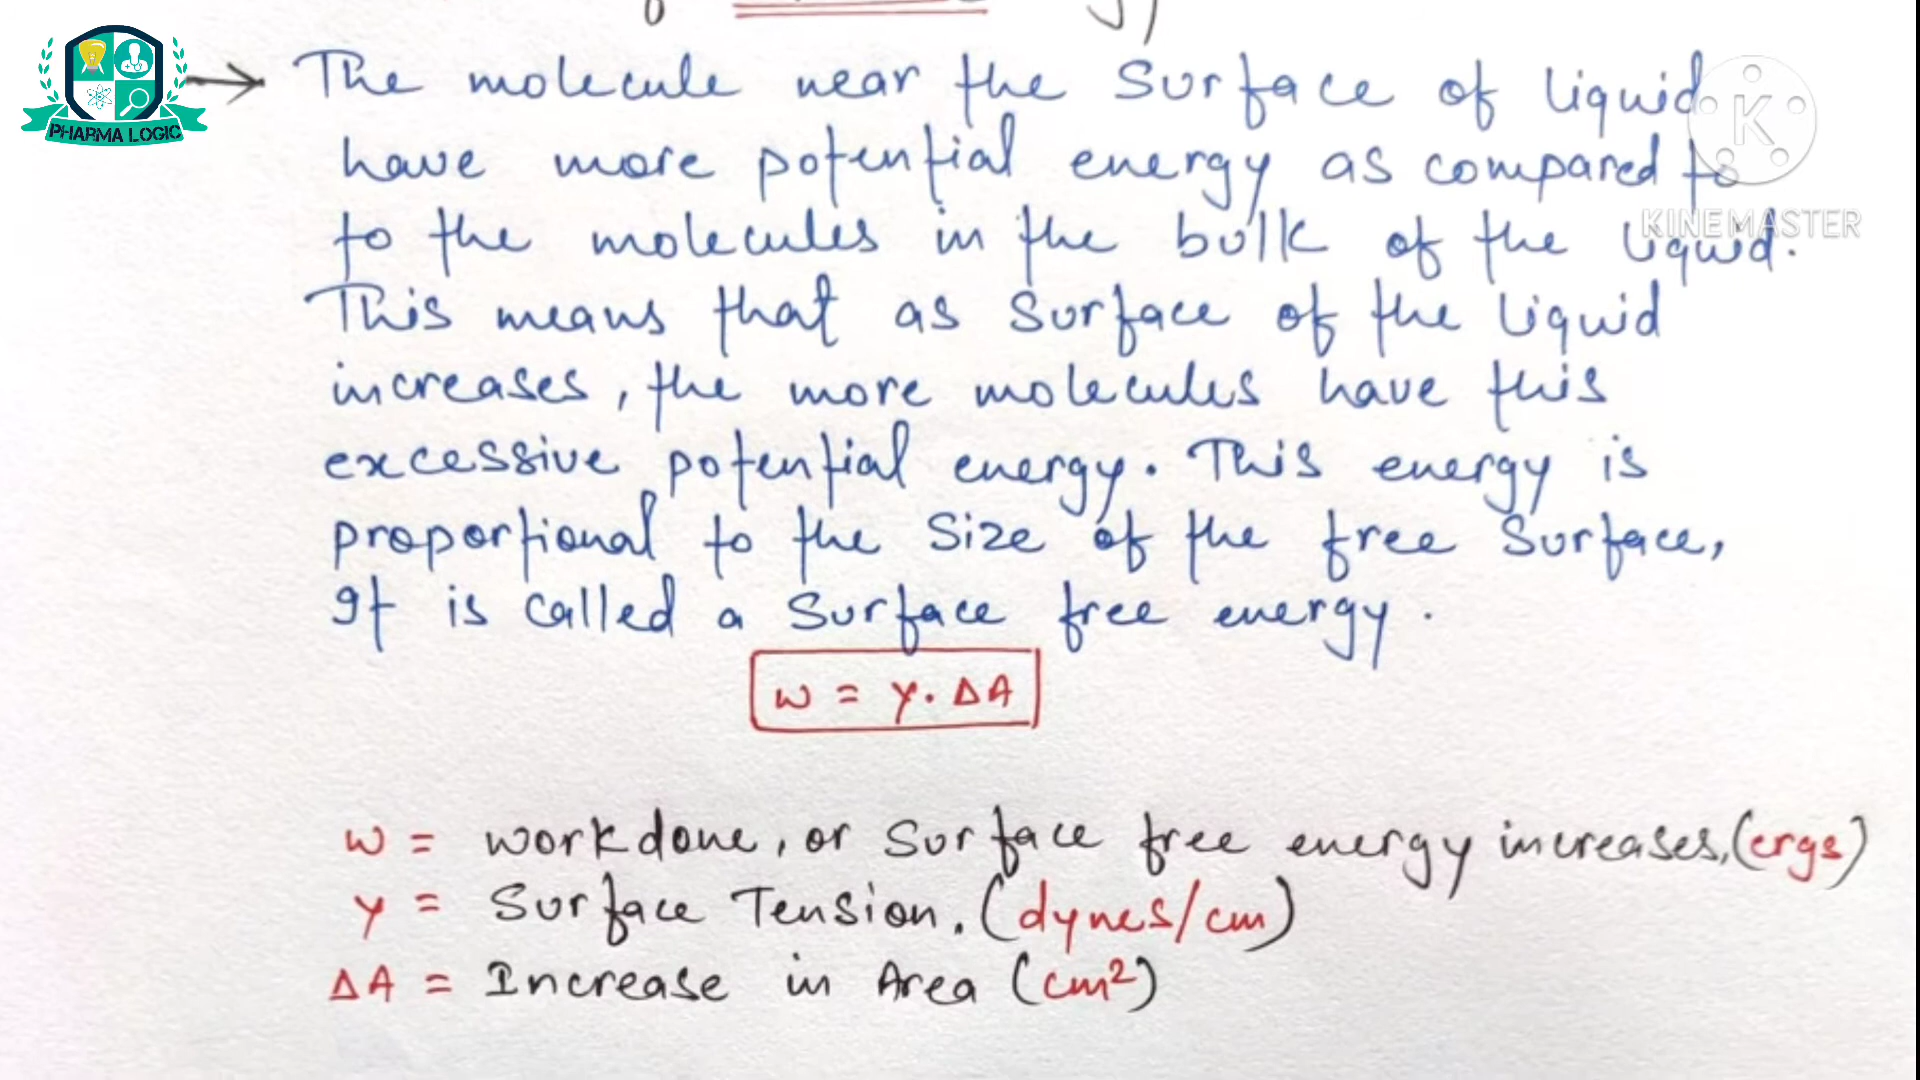 PHARMA LOGIC
The molecule near the Surface of liquid
have more potential energy as compared to
to the molecules in the bulk of the liquid.
This means that as Surface of the liquid
increases, the more molecules have this
excessive potential energy. This energy is
proportional to the Size of the free Surface,
It is called a Surface free energy.
W = γ. ΔA
W = workdone, or Surface free energy increases, (ergs)
γ = Surface Tension. (dynes/cm)
ΔA = Increase in Area (cm²)
K
KINEMASTER